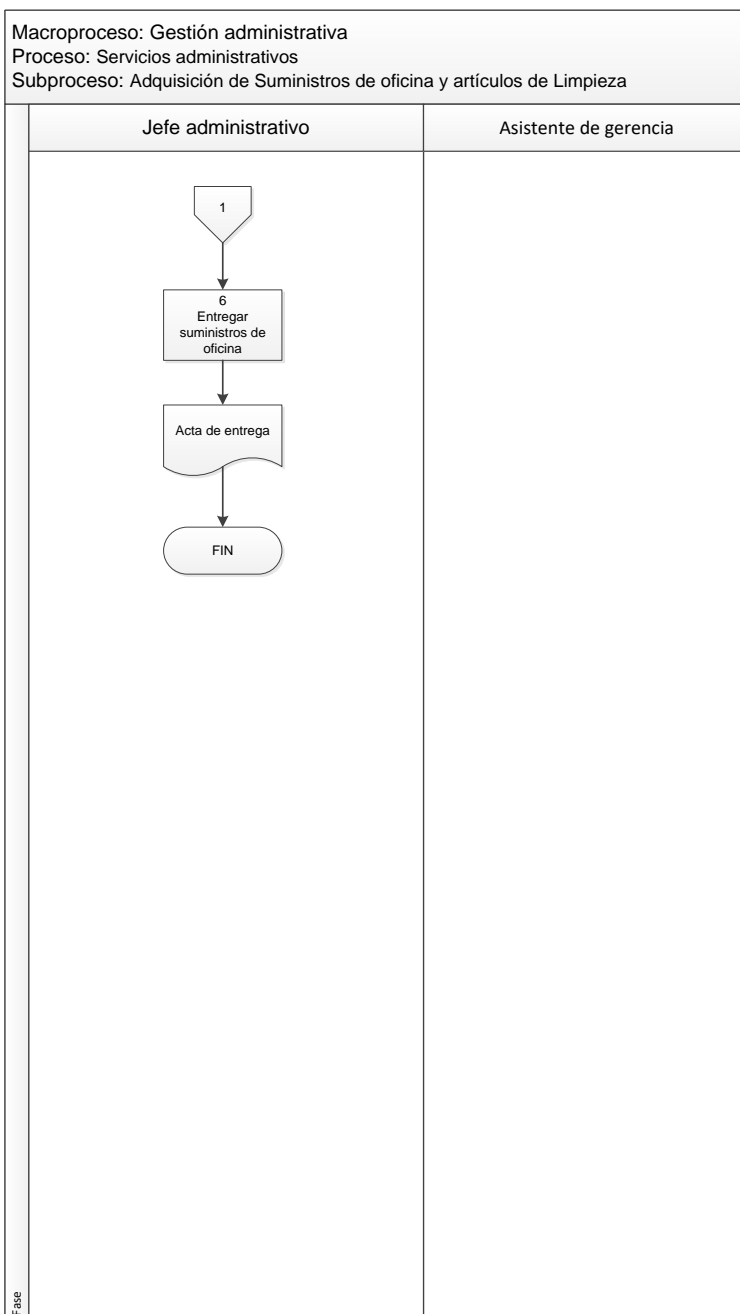 Macroproceso: Gestión administrativa
Proceso: Servicios administrativos
Subproceso: Adquisición de Suministros de oficina y artículos de Limpieza
Jefe administrativo
Asistente de gerencia
1
6
Entregar
suministros de
oficina
Acta de entrega
FIN
Fase